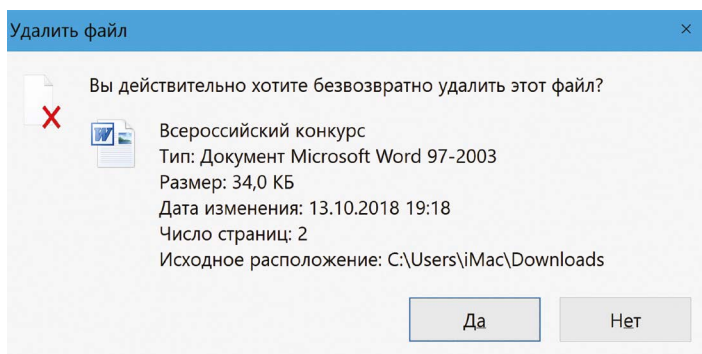 Удалить файл
Вы действительно хотите безвозвратно удалить этот файл?
Всероссийский конкурс
Тип: Документ Microsoft Word 97-2003
Размер: 34,0 КБ
Дата изменения: 13.10.2018 19:18
Число страниц: 2
Исходное расположение: C:\Users\iMac\Downloads
Да
Нет